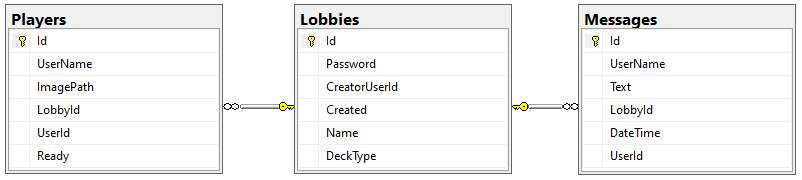 Players
Id
UserName
ImagePath
LobbyId
UserId
Ready
Lobbies
Id
Password
CreatorUserId
Created
Name
DeckType
Messages
Id
UserName
Text
LobbyId
DateTime
UserId